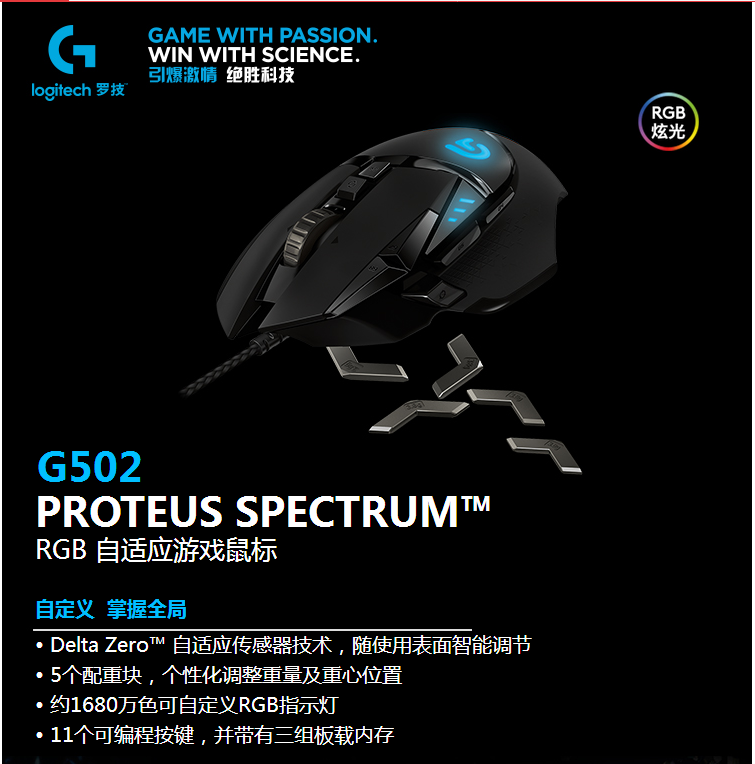 GAME WITH PASSION.
WIN WITH SCIENCE.
引爆激情 绝胜科技
logitech 罗技
RGB
炫光
G502
PROTEUS SPECTRUM™
RGB 自适应游戏鼠标
自定义 掌握全局
• Delta Zero™ 自适应传感器技术，随使用表面智能调节
• 5个配重块，个性化调整重量及重心位置
• 约1680万色可自定义RGB指示灯
• 11个可编程按键，并带有三组板载内存